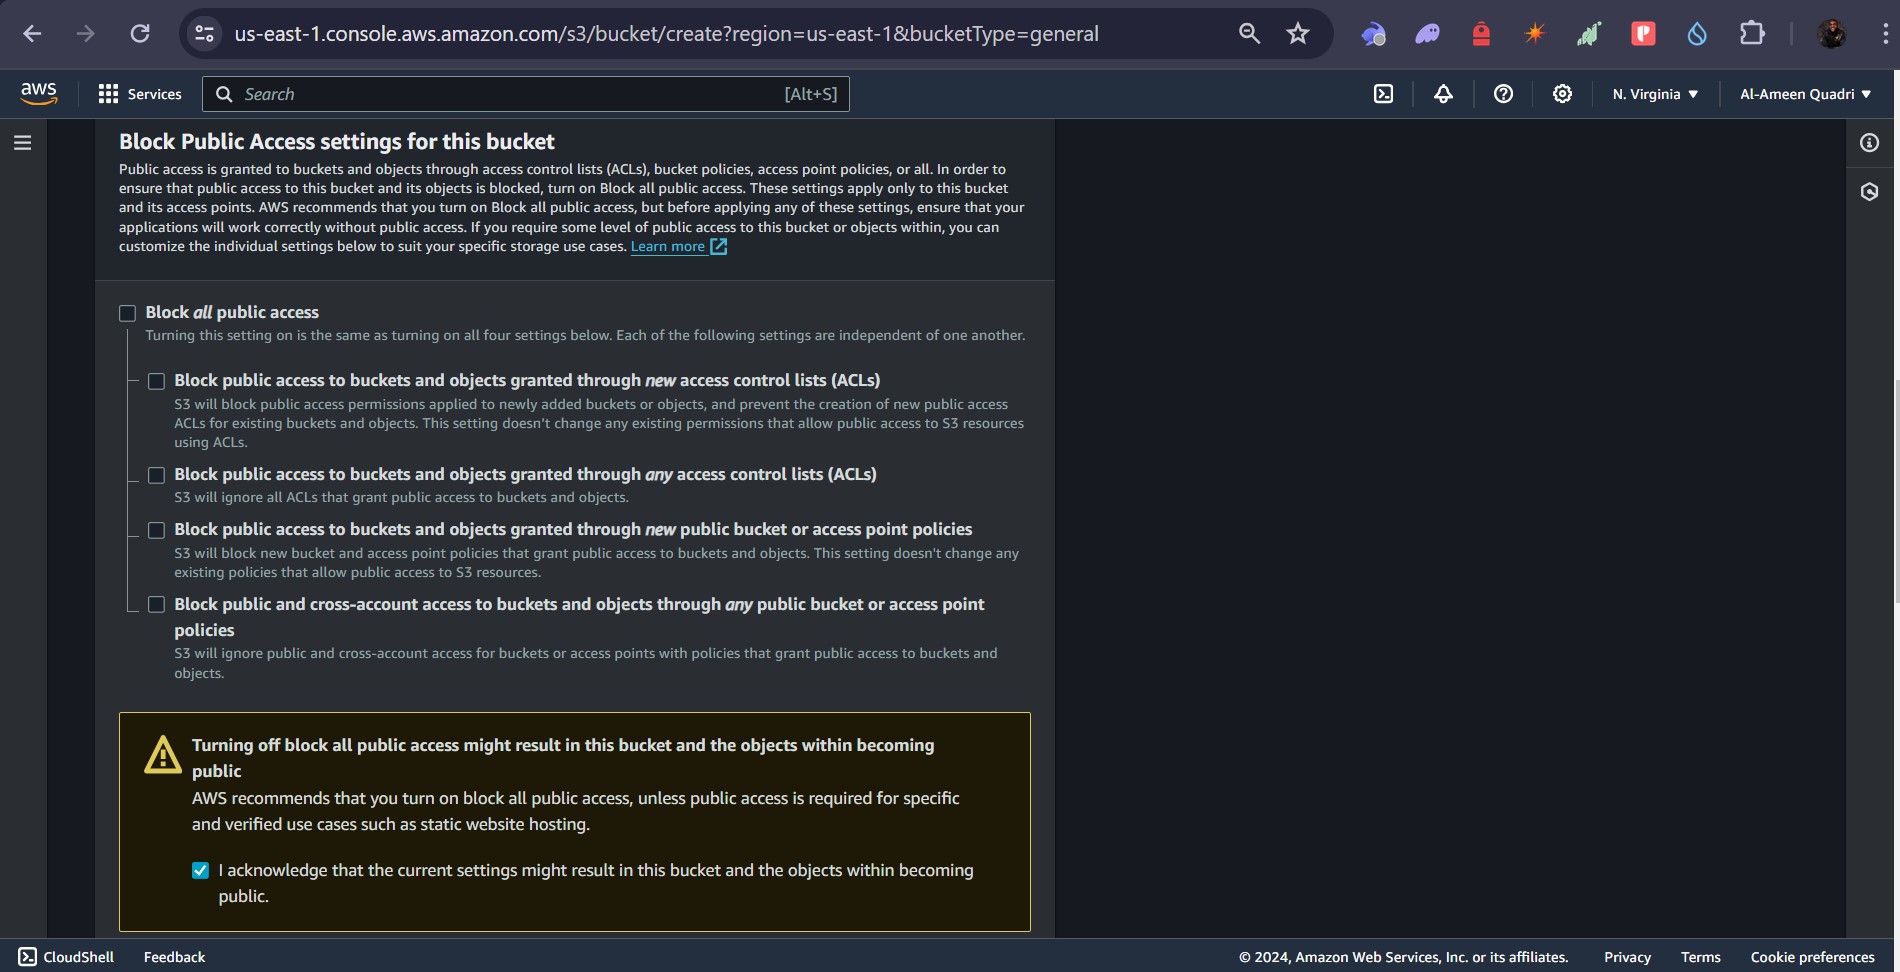 us-east-1.console.aws.amazon.com/s3/bucket/create?region=us-east-1&bucketType=general
aws
Services
Search
[Alt+S]
N. Virginia ▼
Al-Ameen Quadri ▼
Block Public Access settings for this bucket
Public access is granted to buckets and objects through access control lists (ACLs), bucket policies, access point policies, or all. In order to
ensure that public access to this bucket and its objects is blocked, turn on Block all public access. These settings apply only to this bucket
and its access points. AWS recommends that you turn on Block all public access, but before applying any of these settings, ensure that your
applications will work correctly without public access. If you require some level of public access to this bucket or objects within, you can
customize the individual settings below to suit your specific storage use cases. Learn more
Block all public access
Turning this setting on is the same as turning on all four settings below. Each of the following settings are independent of one another.
Block public access to buckets and objects granted through new access control lists (ACLs)
S3 will block public access permissions applied to newly added buckets or objects, and prevent the creation of new public access
ACLs for existing buckets and objects. This setting doesn't change any existing permissions that allow public access to S3 resources
using ACLs.
Block public access to buckets and objects granted through any access control lists (ACLs)
S3 will ignore all ACLs that grant public access to buckets and objects.
Block public access to buckets and objects granted through new public bucket or access point policies
S3 will block new bucket and access point policies that grant public access to buckets and objects. This setting doesn't change any
existing policies that allow public access to S3 resources.
Block public and cross-account access to buckets and objects through any public bucket or access point
policies
S3 will ignore public and cross-account access for buckets or access points with policies that grant public access to buckets and
objects.
Turning off block all public access might result in this bucket and the objects within becoming
public
AWS recommends that you turn on block all public access, unless public access is required for specific
and verified use cases such as static website hosting.
I acknowledge that the current settings might result in this bucket and the objects within becoming
public.
CloudShell
Feedback
© 2024, Amazon Web Services, Inc. or its affiliates.
Privacy
Terms
Cookie preferences